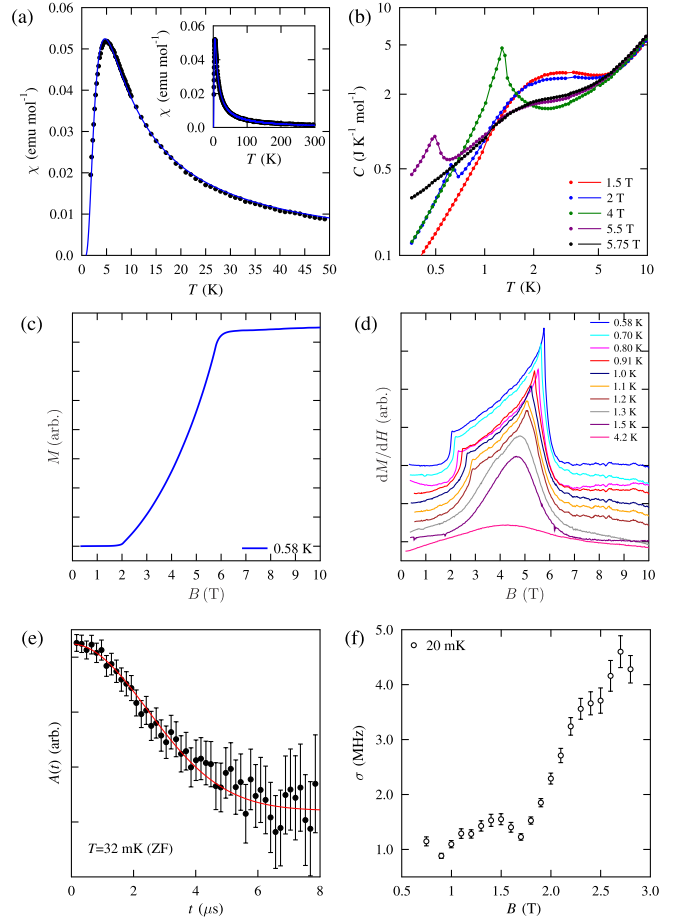 (a)
0.06
0.05
0.04
0.03
0.02
0.01
0.0
χ (emu mol⁻¹)
0 5 10 15 20 25 30 35 40 45 50
T (K)
0.06
0.04
0.02
0.0
χ (emu mol⁻¹)
0 100 200 300
T (K)
(b)
10
5
2
1
0.5
0.1
C (J K⁻¹ mol⁻¹)
0.5 1 2 5 10
T (K)
1.5 T
2 T
4 T
5.5 T
5.75 T
(c)
M (arb.)
0 1 2 3 4 5 6 7 8 9 10
B (T)
0.58 K
(d)
dM/dH (arb.)
0 1 2 3 4 5 6 7 8 9 10
B (T)
0.58 K
0.70 K
0.80 K
0.91 K
1.0 K
1.1 K
1.2 K
1.3 K
1.5 K
4.2 K
(e)
A(t) (arb.)
T=32 mK (ZF)
0 2 4 6 8
t (μs)
(f)
20 mK
5.0
4.0
3.0
2.0
1.0
σ (MHz)
0.5 1.0 1.5 2.0 2.5 3.0
B (T)